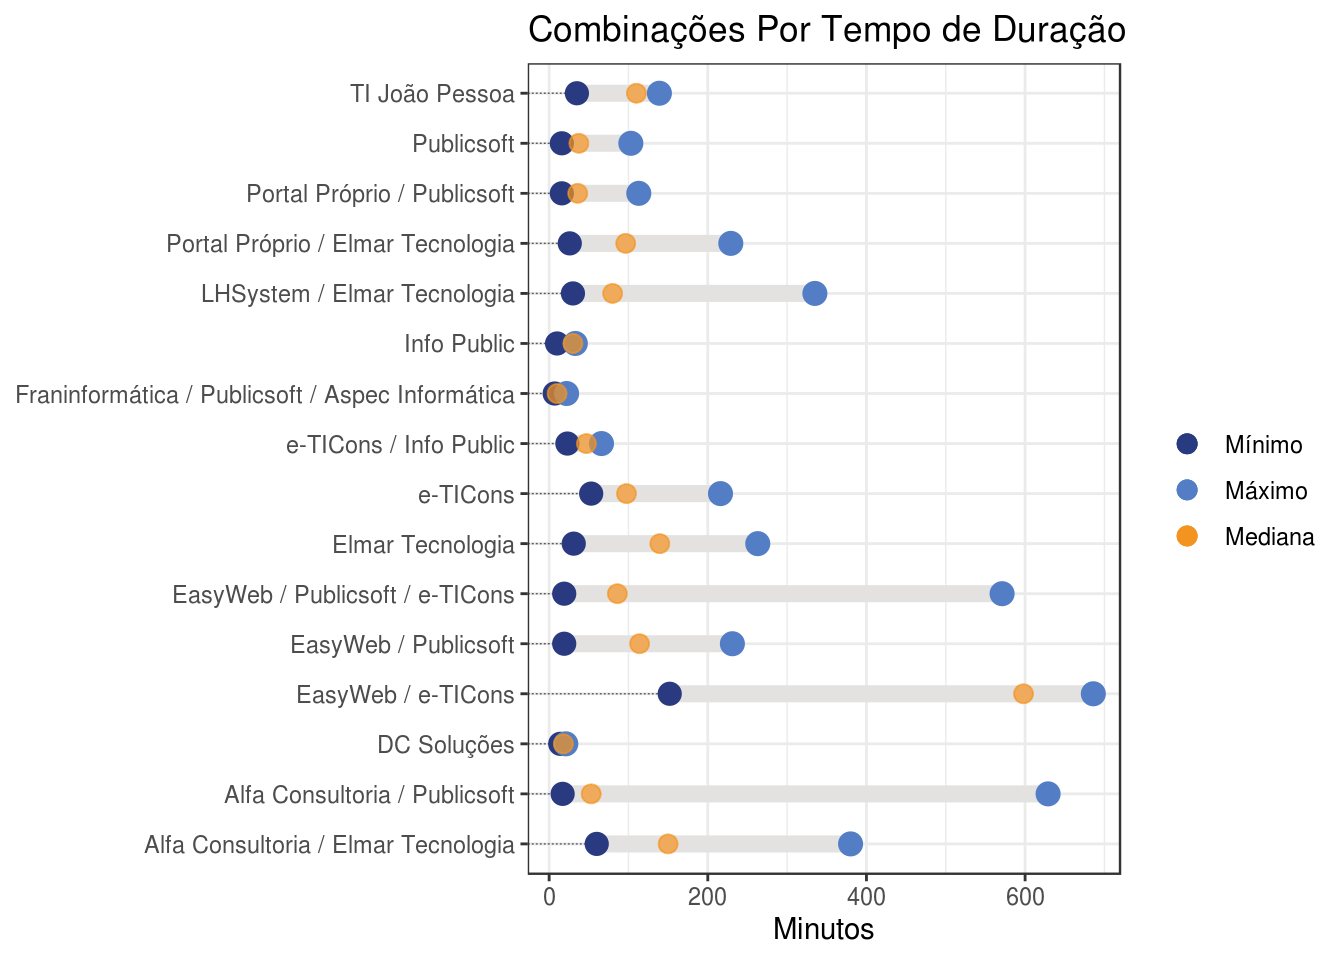 Combinações Por Tempo de Duração
TI João Pessoa
Publicsoft
Portal Próprio / Publicsoft
Portal Próprio / Elmar Tecnologia
LHSystem / Elmar Tecnologia
Info Public
Franinformática / Publicsoft / Aspec Informática
e-TICons / Info Public
e-TICons
Elmar Tecnologia
EasyWeb / Publicsoft / e-TICons
EasyWeb / Publicsoft
EasyWeb / e-TICons
DC Soluções
Alfa Consultoria / Publicsoft
Alfa Consultoria / Elmar Tecnologia
0 200 400 600
Minutos
Mínimo
Máximo
Mediana